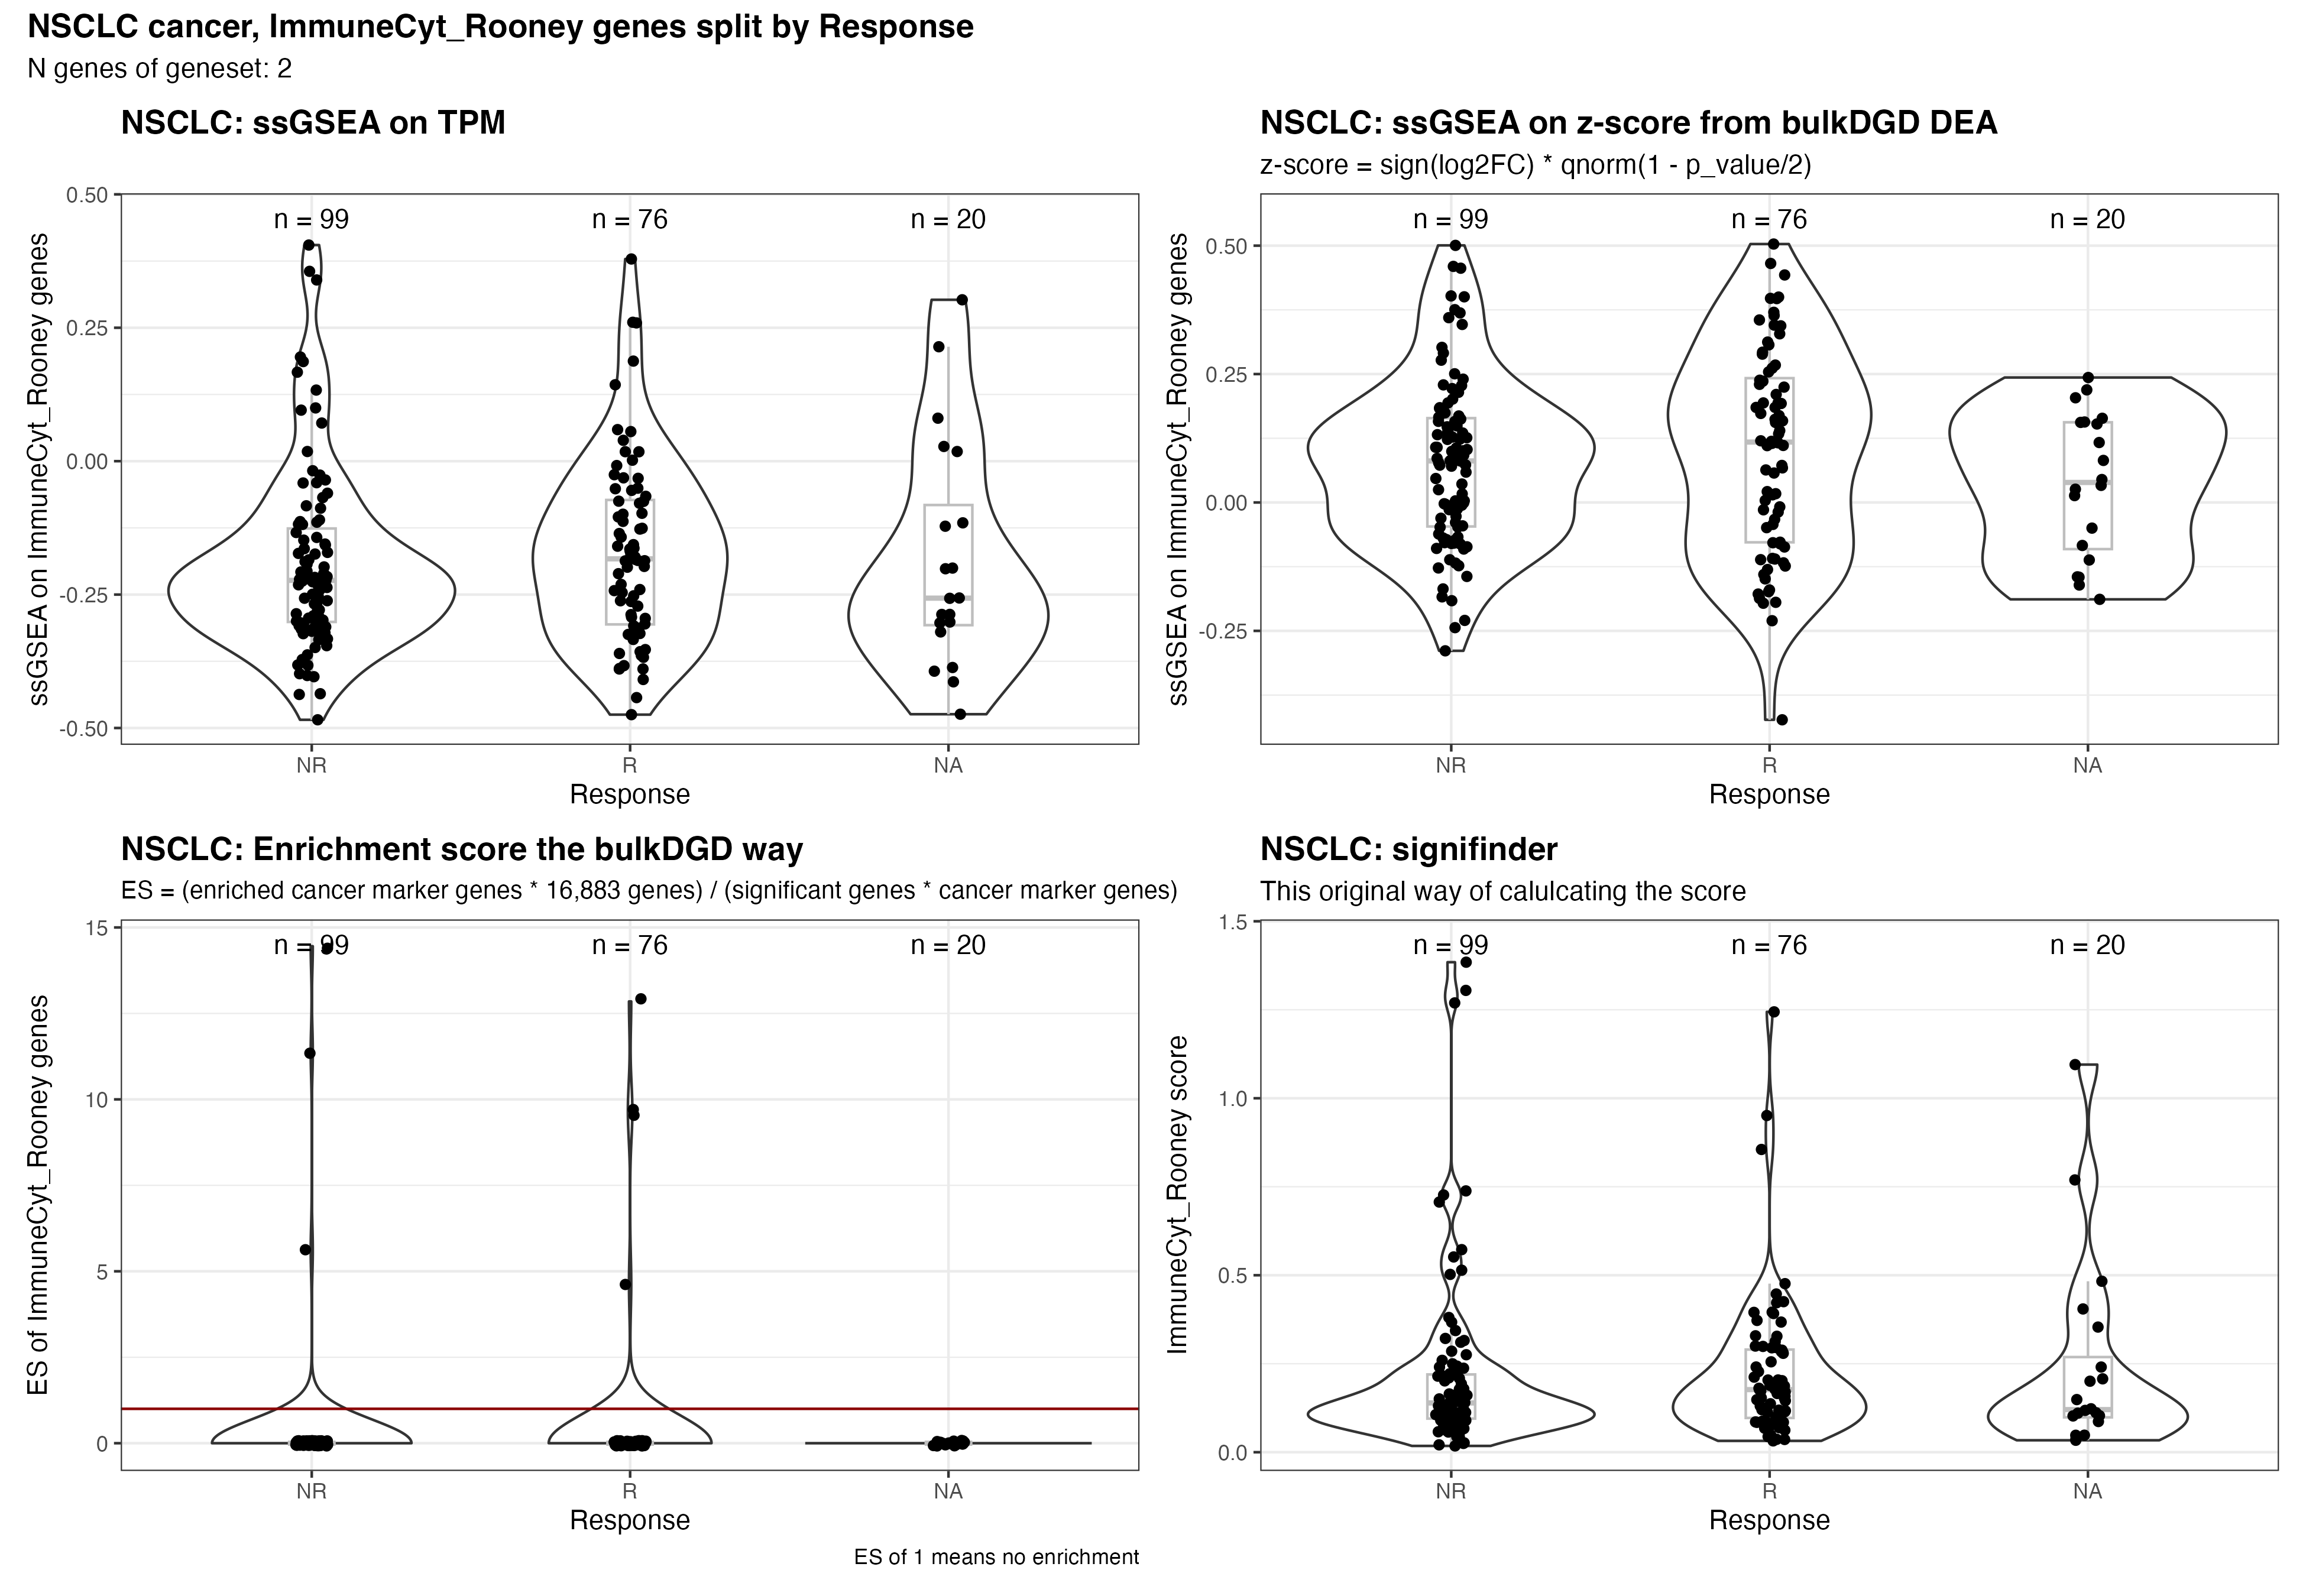 NSCLC cancer, ImmuneCyt_Rooney genes split by Response
N genes of geneset: 2
NSCLC: ssGSEA on TPM
ssGSEA on ImmuneCyt_Rooney genes
0.50
0.25
0.00
-0.25
-0.50
n = 99
n = 76
n = 20
NR
R
NA
Response
NSCLC: ssGSEA on z-score from bulkDGD DEA
z-score = sign(log2FC) * qnorm(1 - p_value/2)
ssGSEA on ImmuneCyt_Rooney genes
0.50
0.25
0.00
-0.25
n = 99
n = 76
n = 20
NR
R
NA
Response
NSCLC: Enrichment score the bulkDGD way
ES = (enriched cancer marker genes * 16,883 genes) / (significant genes * cancer marker genes)
ES of ImmuneCyt_Rooney genes
15
10
5
0
n = 99
n = 76
n = 20
NR
R
NA
Response
ES of 1 means no enrichment
NSCLC: signifinder
This original way of calulcating the score
ImmuneCyt_Rooney score
1.5
1.0
0.5
0.0
n = 99
n = 76
n = 20
NR
R
NA
Response